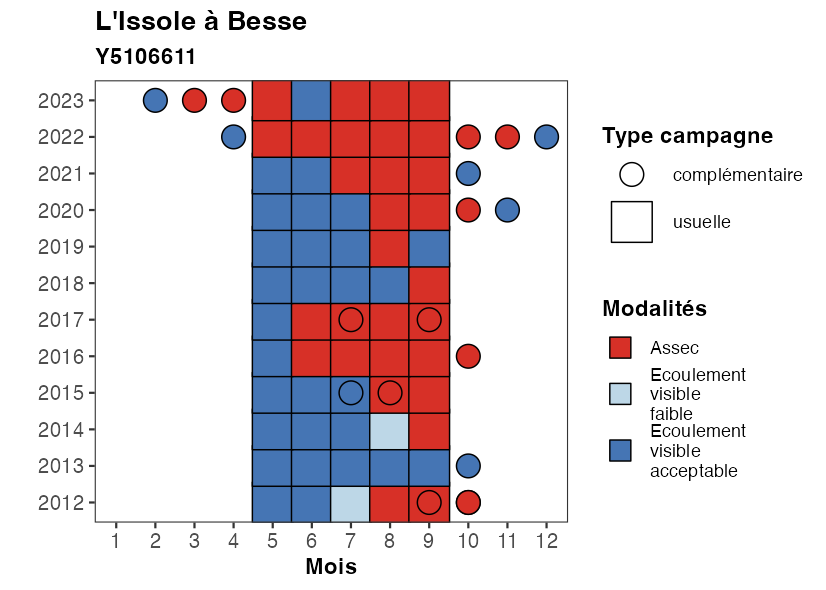 L'Issole à Besse
Y5106611
2023
2022
2021
2020
2019
2018
2017
2016
2015
2014
2013
2012
1 2 3 4 5 6 7 8 9 10 11 12
Mois
Type campagne
complémentaire
usuelle
Modalités
Assec
Ecoulement
visible
faible
Ecoulement
visible
acceptable